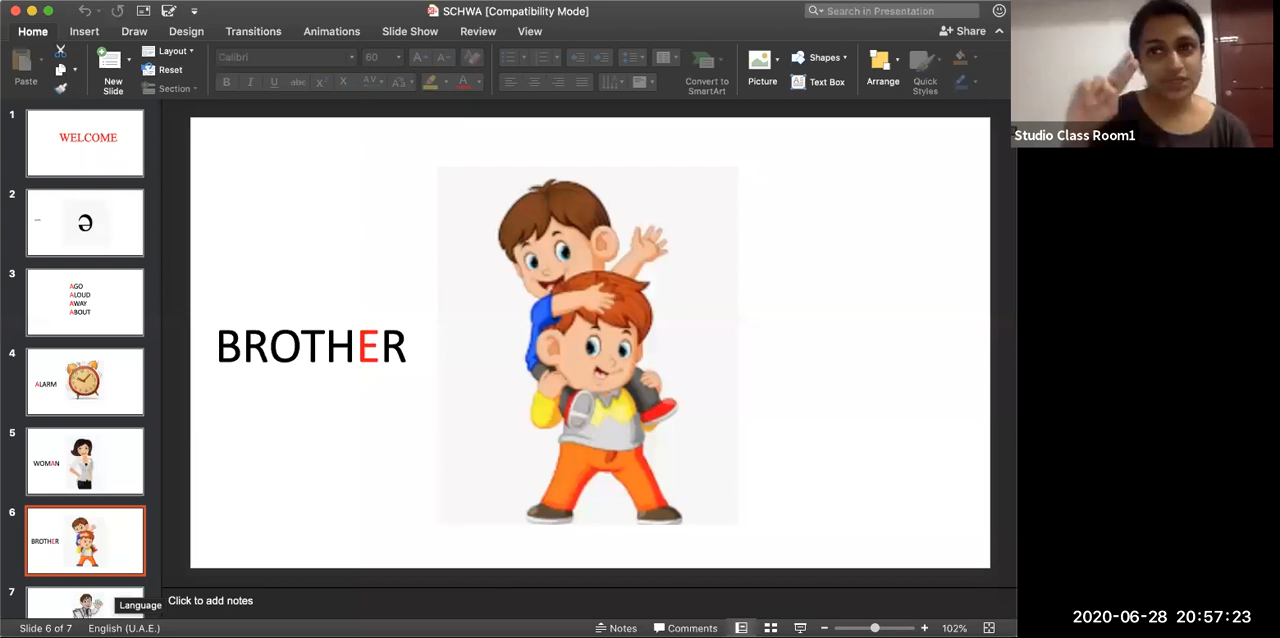 SCHWA [Compatibility Mode]
Search in Presentation
Home Insert Draw Design Transitions Animations Slide Show Review View
Share
Paste
New Slide
Layout
Reset
Section
Calibri 60
Convert to SmartArt
Picture
Shapes
Text Box
Arrange
Quick Styles
Studio Class Room1
1
WELCOME
2
ə
3
AGO
ALOUD
AWAY
ABOUT
4
ALARM
5
WOMAN
6
BROTHER
7
BROTHER
Language
Click to add notes
Slide 6 of 7 English (U.A.E.)
Notes Comments 102%
2020-06-28 20:57:23